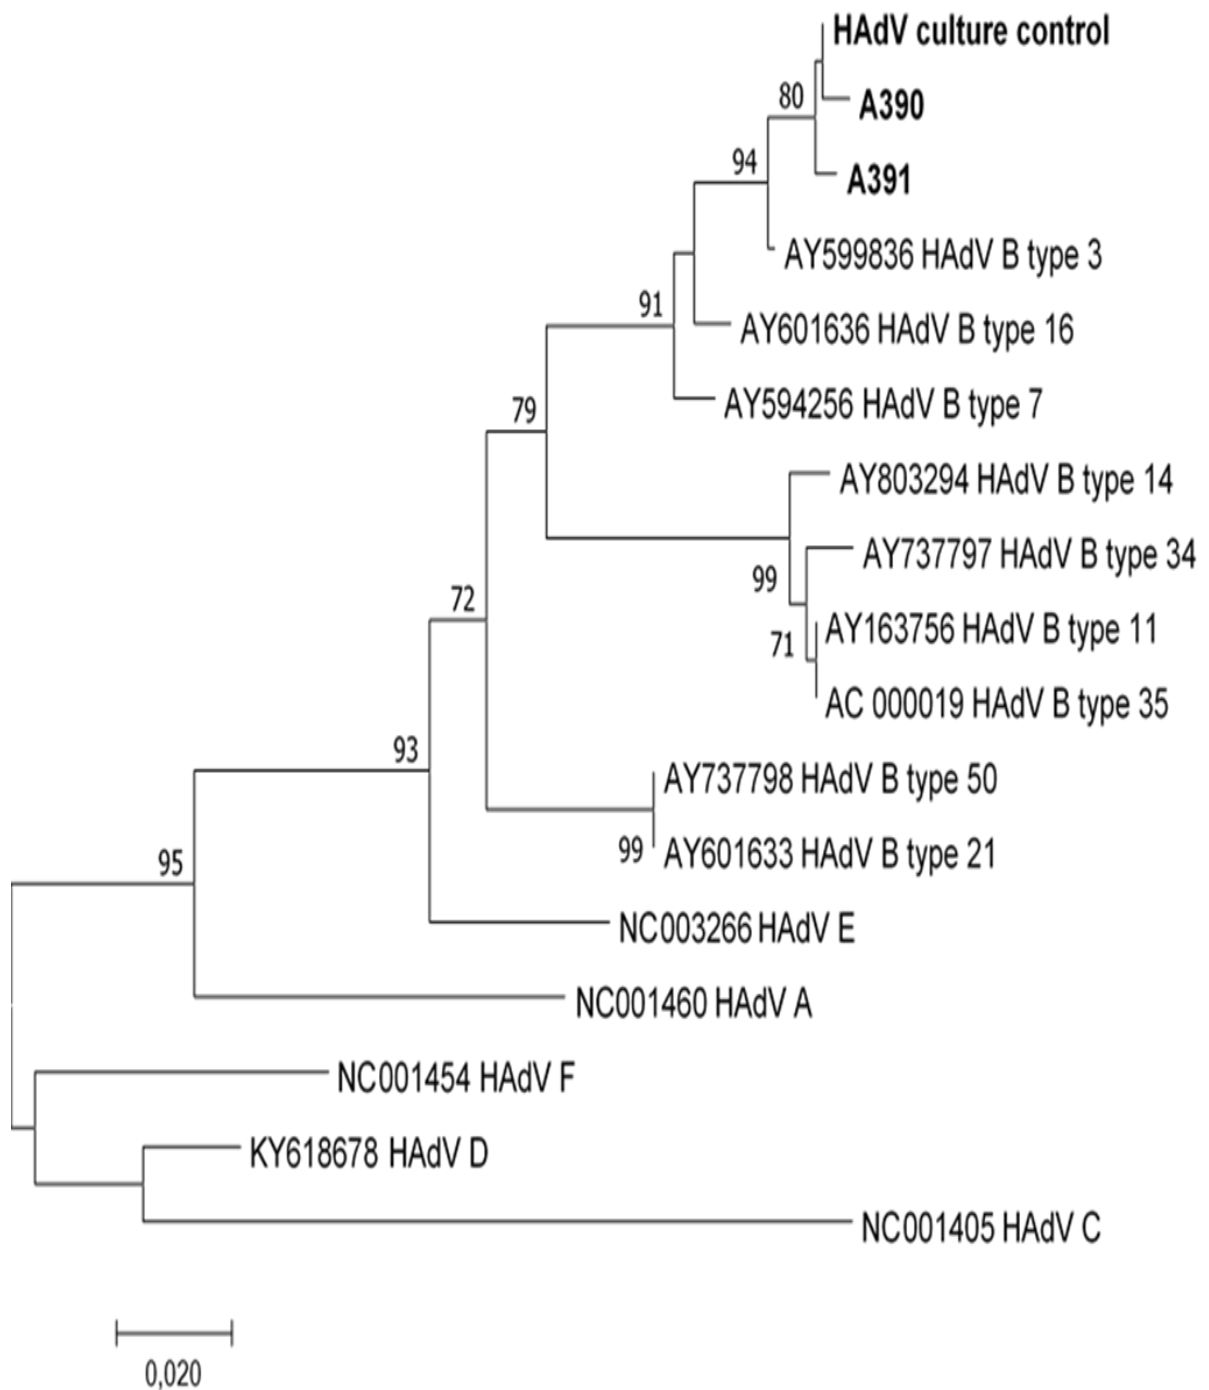 HAdV culture control
80
A390
94
A391
AY599836 HAdV B type 3
91
AY601636 HAdV B type 16
79
AY594256 HAdV B type 7
AY803294 HAdV B type 14
AY737797 HAdV B type 34
99
72
AY163756 HAdV B type 11
71
AC 000019 HAdV B type 35
93
AY737798 HAdV B type 50
99
AY601633 HAdV B type 21
95
NC003266 HAdV E
NC001460 HAdV A
NC001454 HAdV F
KY618678 HAdV D
NC001405 HAdV C
0,020